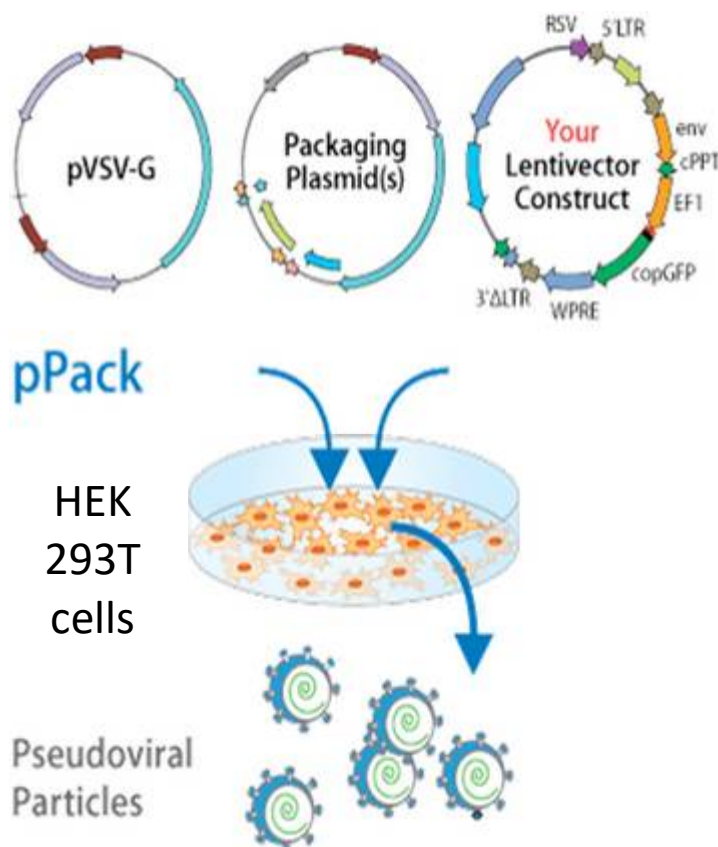 RSV
5'LTR
pVSV-G
Packaging
Plasmid(s)
Your
Lentivector
Construct
env
cPPT
EF1
copGFP
WPRE
3'ΔLTR
pPack
HEK
293T
cells
Pseudoviral
Particles